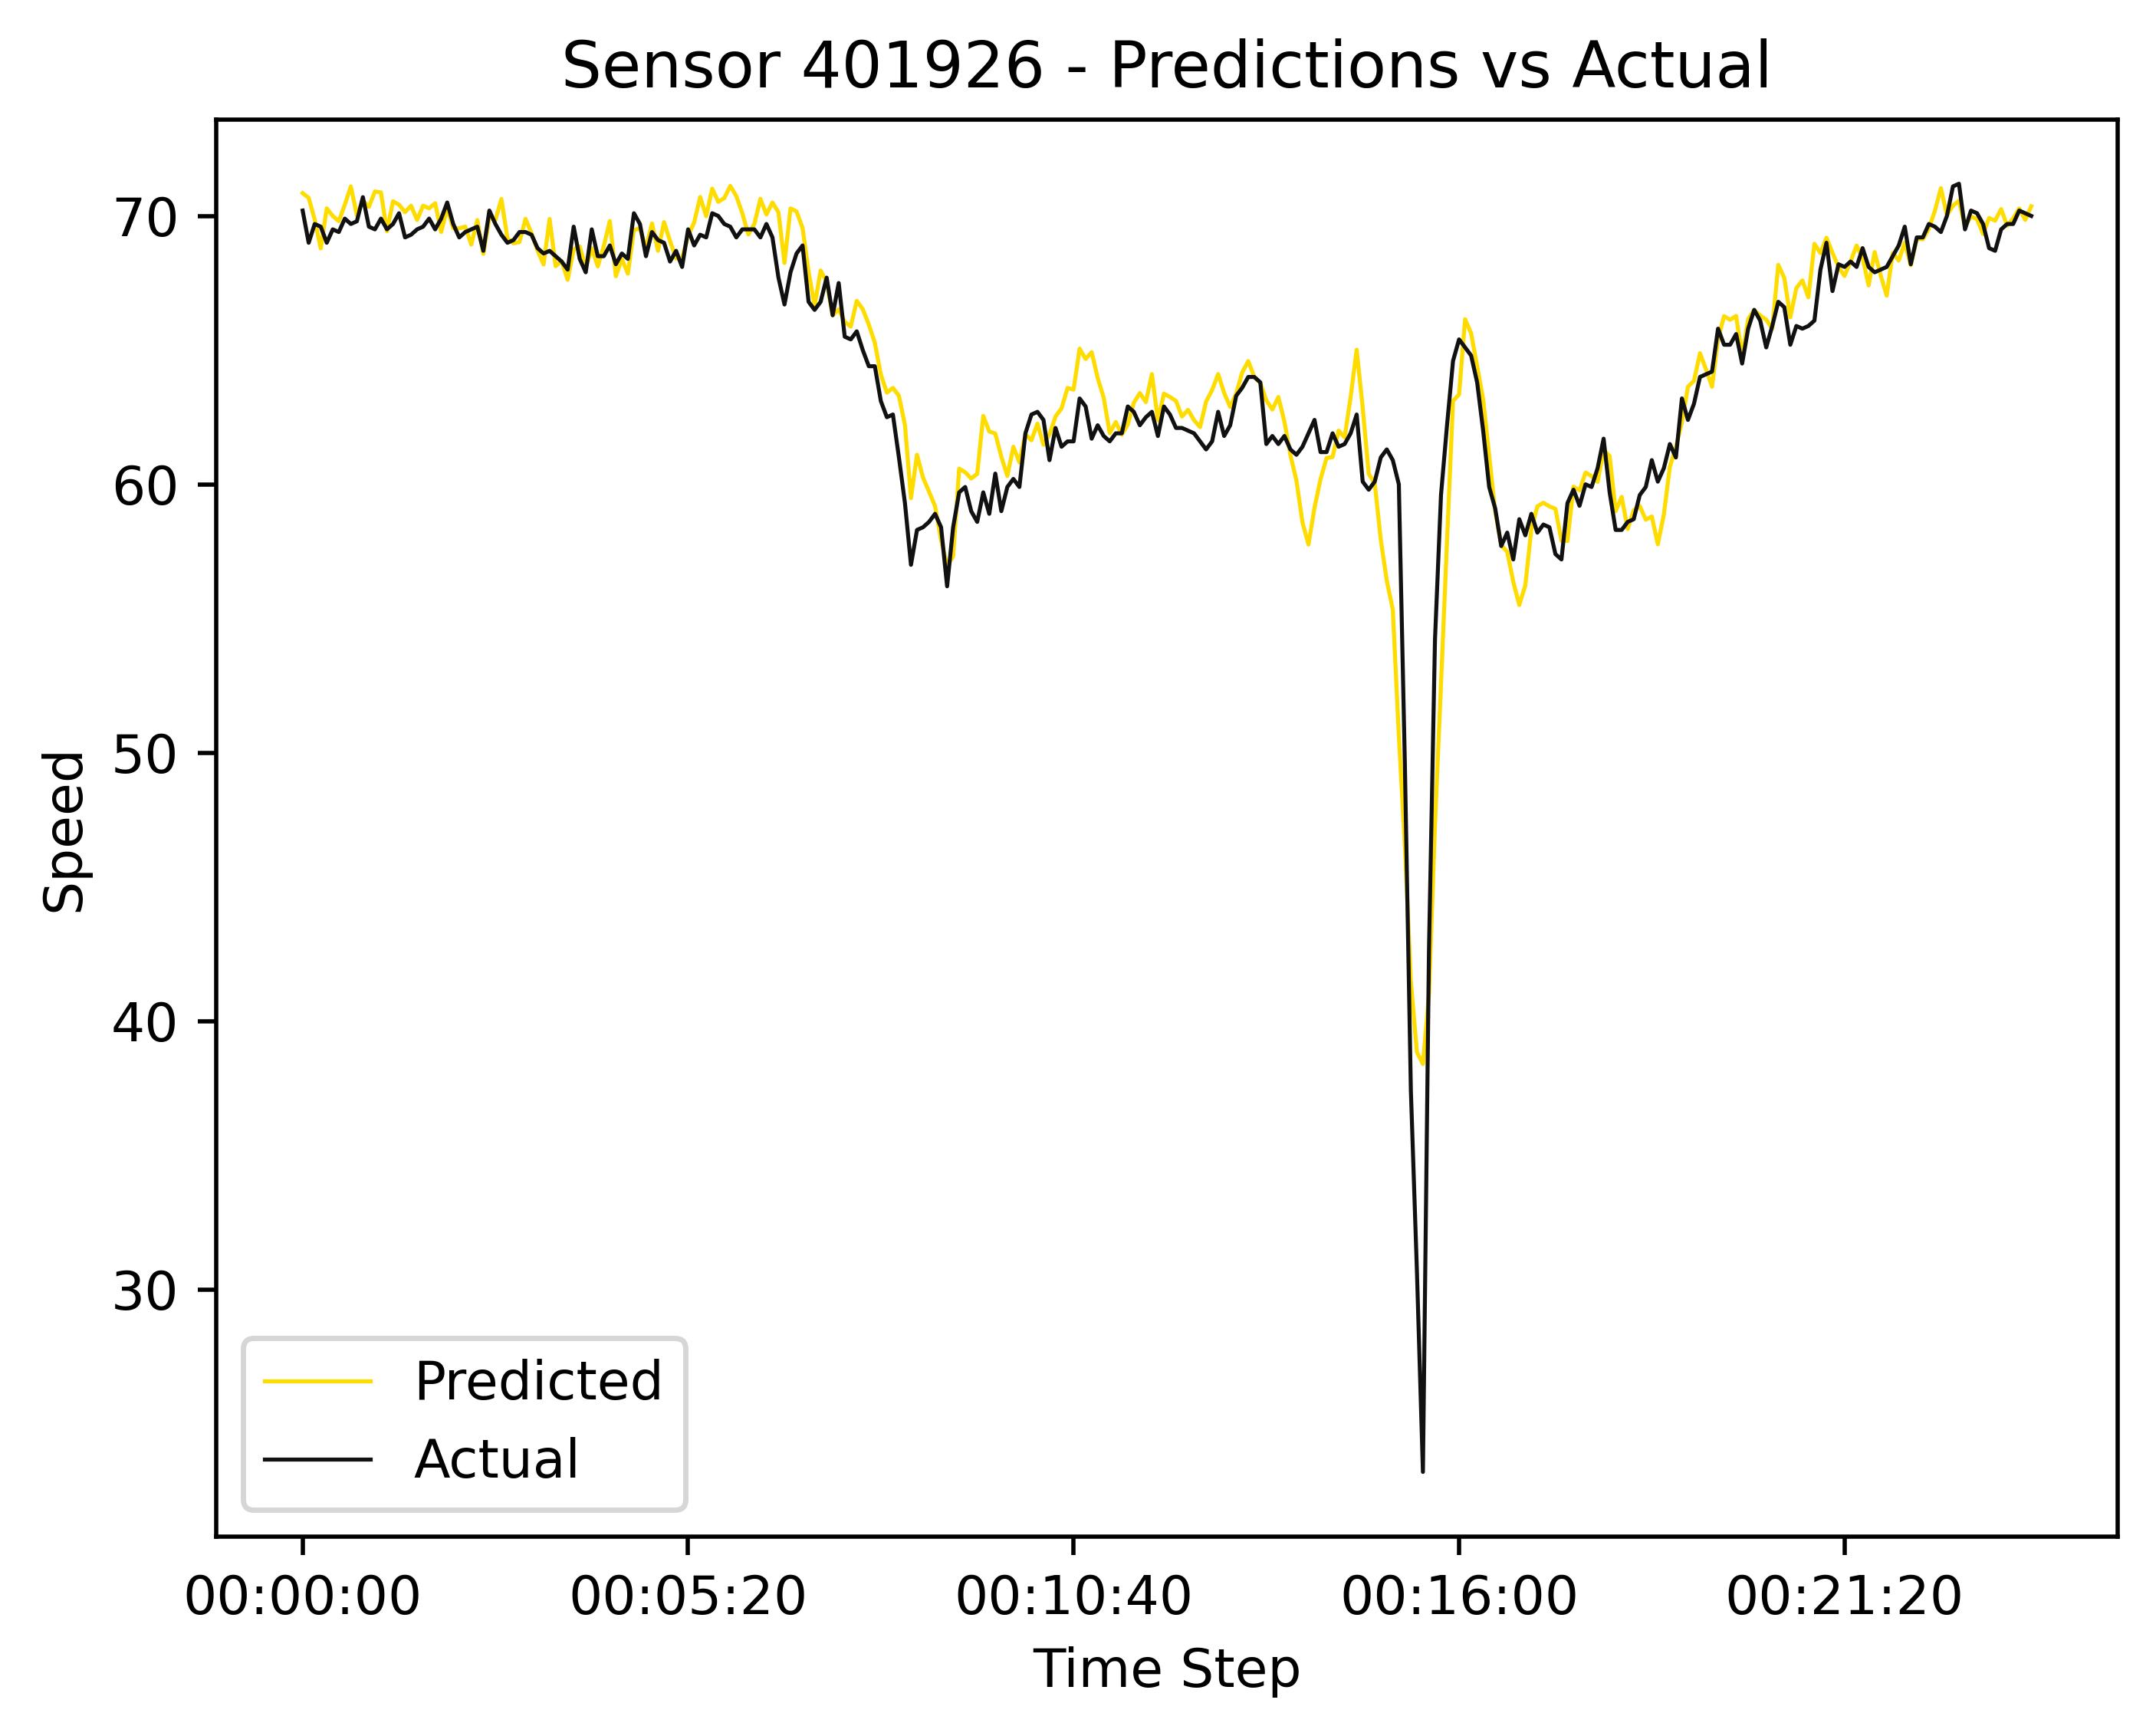 Sensor 401926 - Predictions vs Actual
70
60
50
40
30
Speed
Predicted
Actual
00:00:00 00:05:20 00:10:40 00:16:00 00:21:20
Time Step